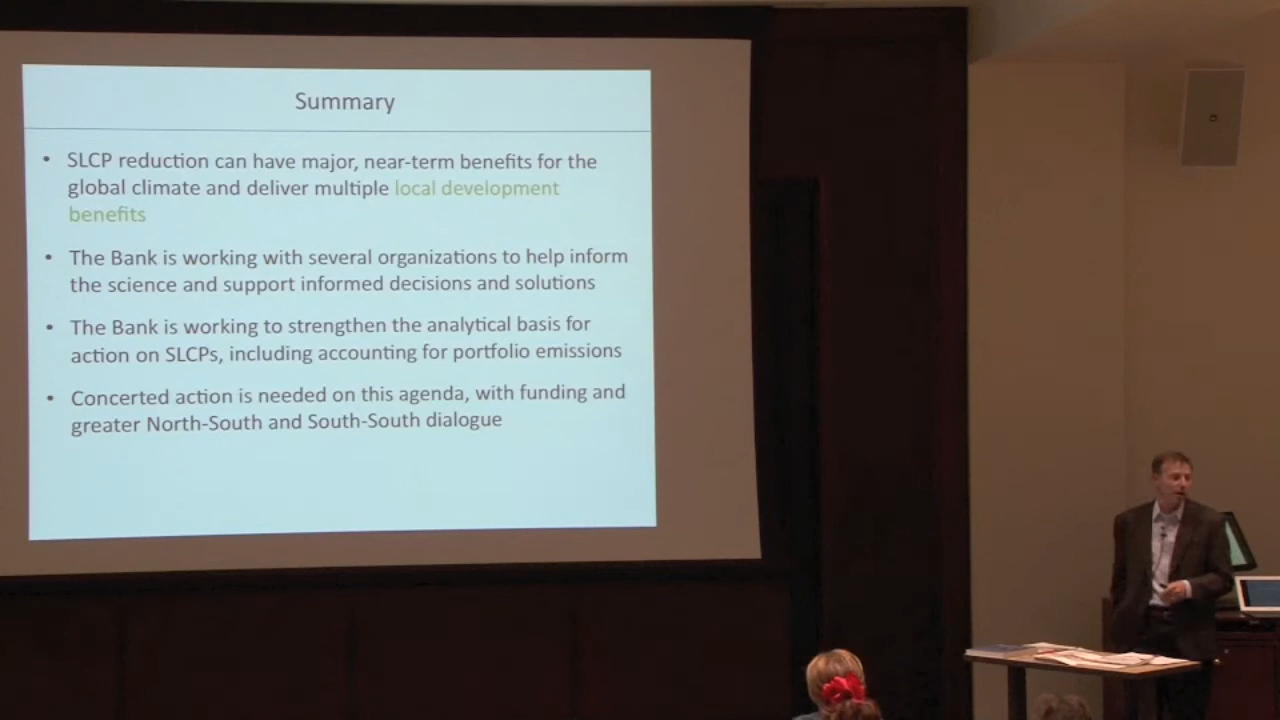 Summary
• SLCP reduction can have major, near-term benefits for the
global climate and deliver multiple local development
benefits
• The Bank is working with several organizations to help inform
the science and support informed decisions and solutions
• The Bank is working to strengthen the analytical basis for
action on SLCPs, including accounting for portfolio emissions
• Concerted action is needed on this agenda, with funding and
greater North-South and South-South dialogue